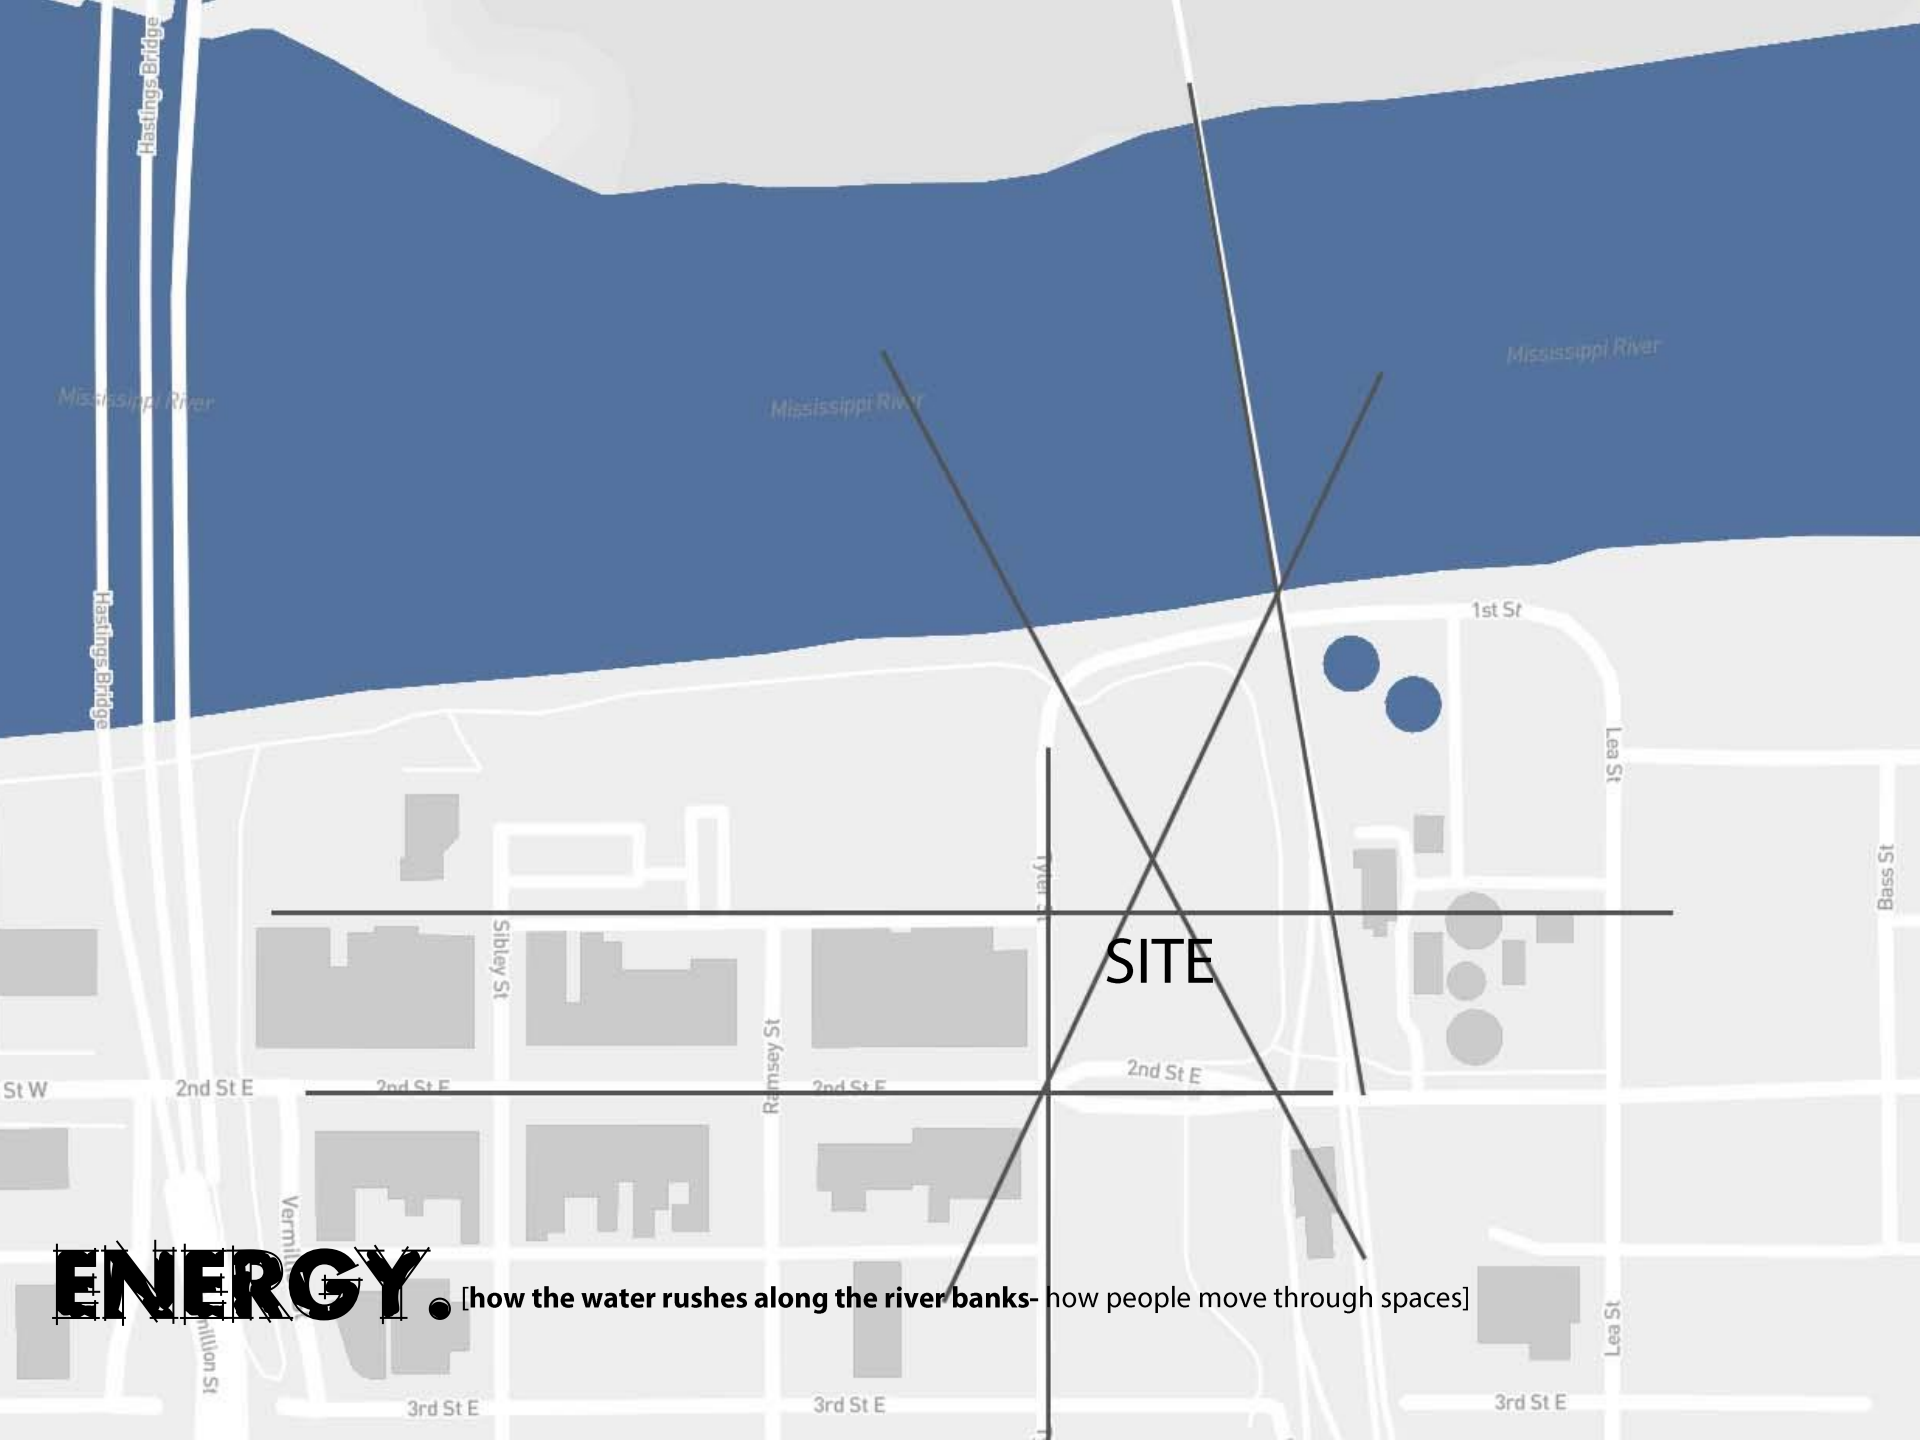 Hastings Bridge
Mississippi River
Mississippi River
Mississippi River
Hastings Bridge
1st St
Lea St
Tyler St
Bass St
Sibley St
SITE
Ramsey St
2nd St E
St W
2nd St E
2nd St E
2nd St E
ENERGY. [how the water rushes along the river banks- how people move through spaces]
Lea St
3rd St E
3rd St E
3rd St E